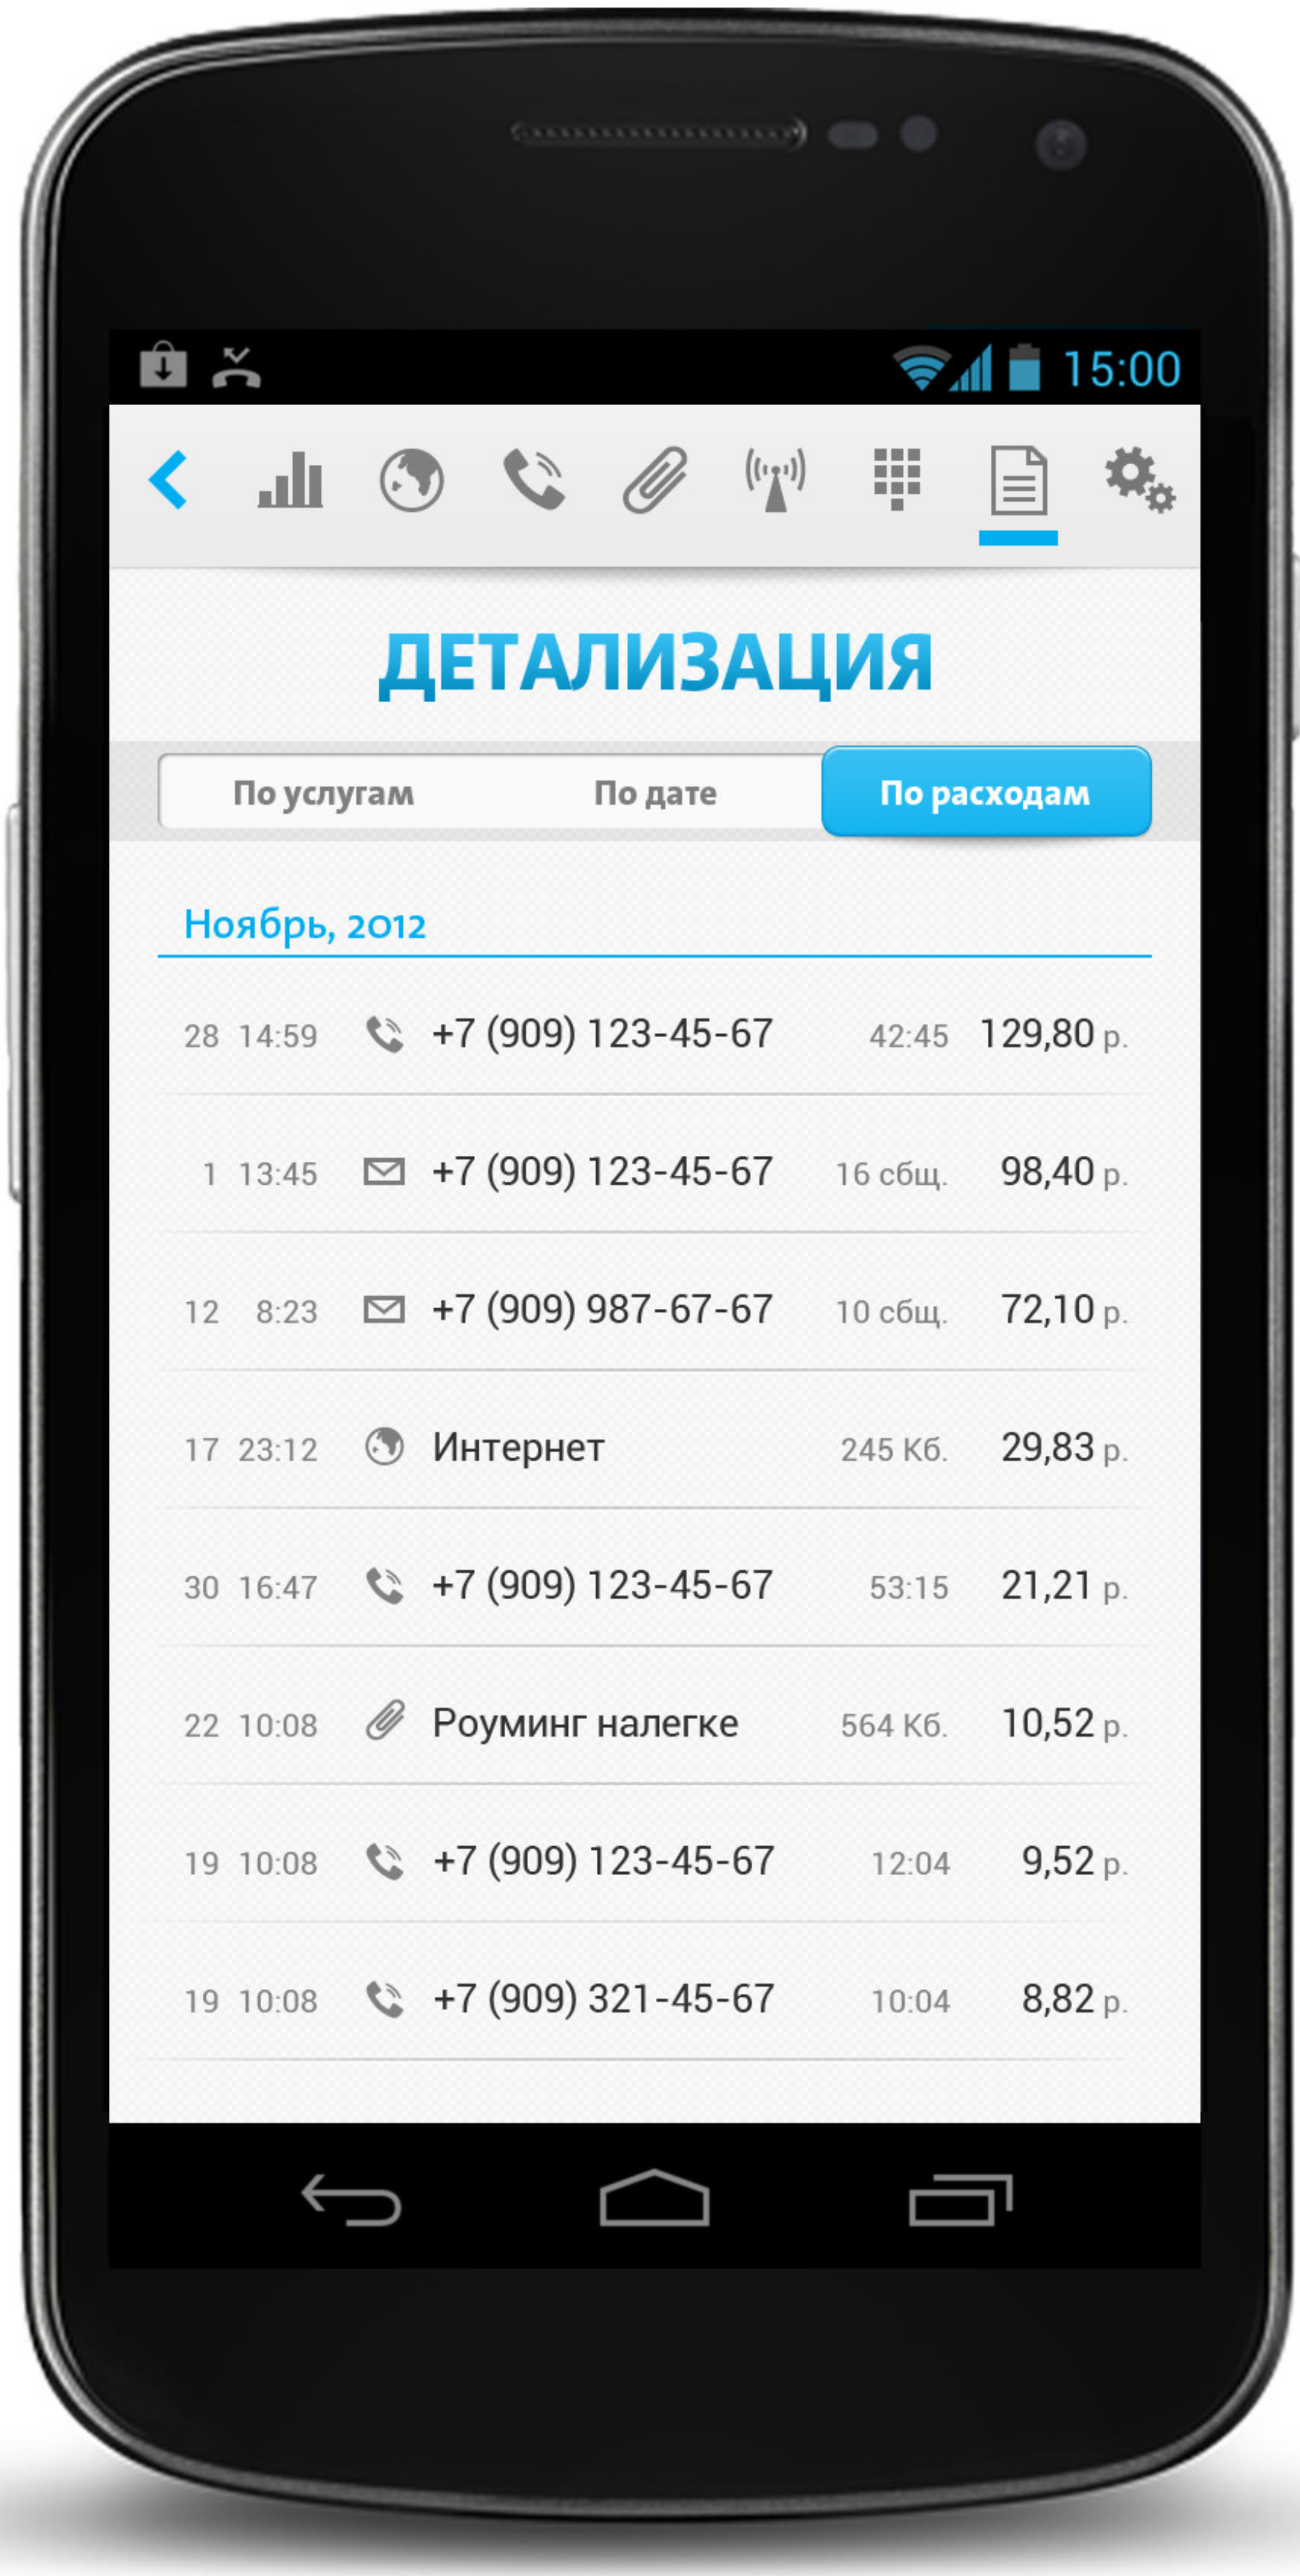 15:00
ДЕТАЛИЗАЦИЯ
По услугам По дате По расходам
Ноябрь, 2012
28 14:59 +7 (909) 123-45-67 42:45 129,80 р.
1 13:45 +7 (909) 123-45-67 16 сбщ. 98,40 р.
12 8:23 +7 (909) 987-67-67 10 сбщ. 72,10 р.
17 23:12 Интернет 245 Кб. 29,83 р.
30 16:47 +7 (909) 123-45-67 53:15 21,21 р.
22 10:08 Роуминг налегке 564 Кб. 10,52 р.
19 10:08 +7 (909) 123-45-67 12:04 9,52 р.
19 10:08 +7 (909) 321-45-67 10:04 8,82 р.